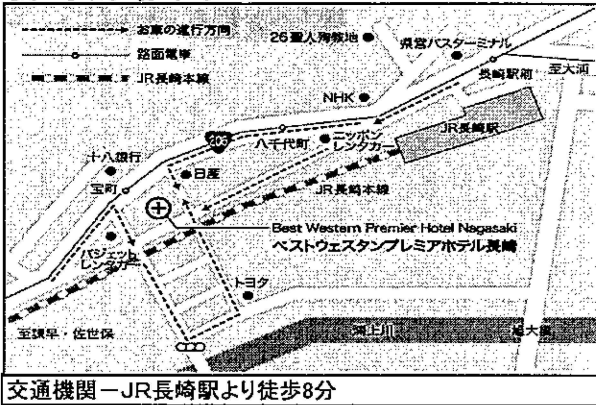 お車の進行方向
路面電車
JR長崎本線
26聖人殉教地
県営バスターミナル
長崎駅前
至大浦
NHK
JR長崎駅
206
八千代町
ニッポン
レンタカー
十八銀行
日産
宝町
JR長崎本線
Best Western Premier Hotel Nagasaki
ベストウェスタンプレミアホテル長崎
バジェット
レンタカー
トヨタ
至諫早・佐世保
浦上川
交通機関－JR長崎駅より徒歩8分